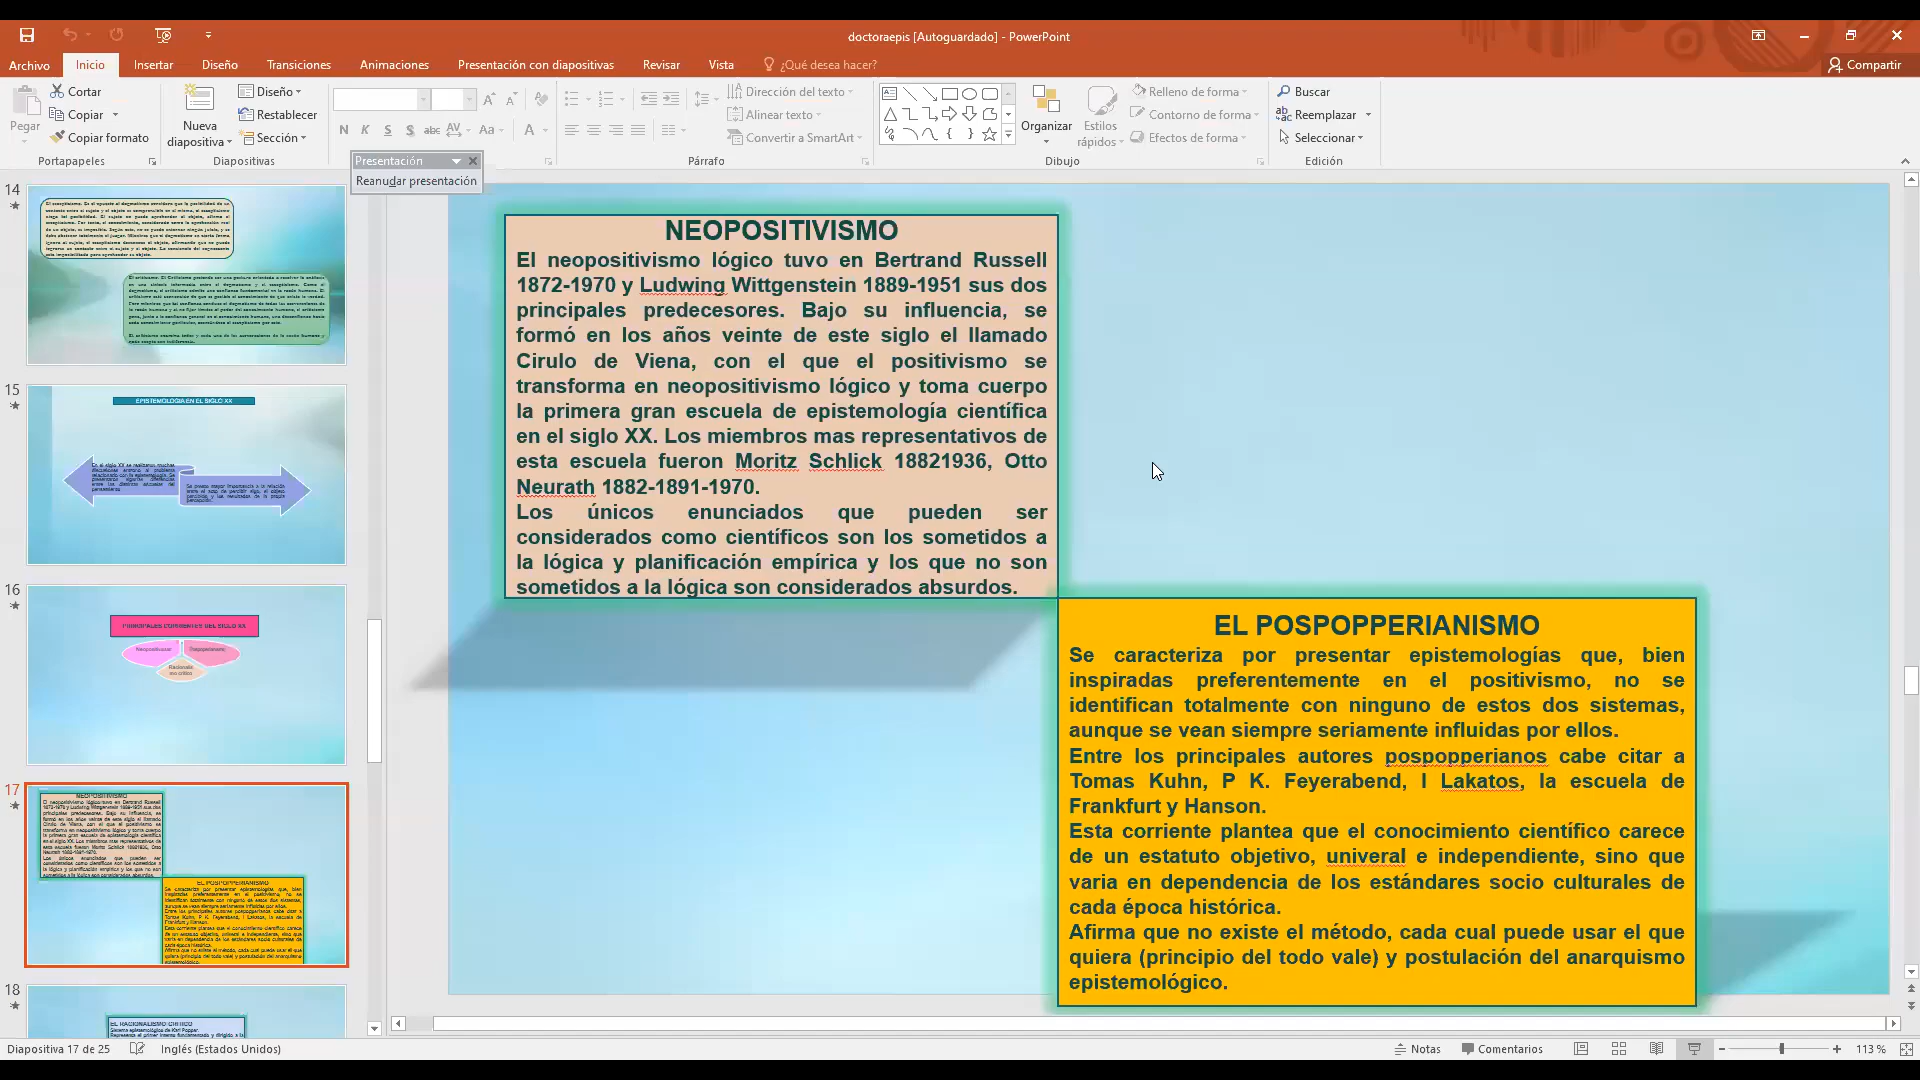 doctoraepis [Autoguardado] - PowerPoint
Archivo Inicio Insertar Diseño Transiciones Animaciones Presentación con diapositivas Revisar Vista ¿Qué desea hacer? Compartir
Pegar
Cortar
Copiar
Copiar formato
Portapapeles
Nueva
diapositiva
Diseño
Restablecer
Sección
Diapositivas
N K S S abc AV Aa A
Dirección del texto
Alinear texto
Convertir a SmartArt
Párrafo
Organizar
Estilos
rápidos
Relleno de forma
Contorno de forma
Efectos de forma
Dibujo
Buscar
Reemplazar
Seleccionar
Edición
Presentación
Reanudar presentación
14
15
EPISTEMOLOGIA EN EL SIGLO XX
16
PRINCIPALES CORRIENTES DEL SIGLO XX
17
18
EL RACIONALISMO CRITICO
NEOPOSITIVISMO
El neopositivismo lógico tuvo en Bertrand Russell
1872-1970 y Ludwing Wittgenstein 1889-1951 sus dos
principales predecesores. Bajo su influencia, se
formó en los años veinte de este siglo el llamado
Cirulo de Viena, con el que el positivismo se
transforma en neopositivismo lógico y toma cuerpo
la primera gran escuela de epistemología científica
en el siglo XX. Los miembros mas representativos de
esta escuela fueron Moritz Schlick 18821936, Otto
Neurath 1882-1891-1970.
Los únicos enunciados que pueden ser
considerados como científicos son los sometidos a
la lógica y planificación empírica y los que no son
sometidos a la lógica son considerados absurdos.
EL POSPOPPERIANISMO
Se caracteriza por presentar epistemologías que, bien
inspiradas preferentemente en el positivismo, no se
identifican totalmente con ninguno de estos dos sistemas,
aunque se vean siempre seriamente influidas por ellos.
Entre los principales autores pospopperianos cabe citar a
Tomas Kuhn, P K. Feyerabend, I Lakatos, la escuela de
Frankfurt y Hanson.
Esta corriente plantea que el conocimiento científico carece
de un estatuto objetivo, univeral e independiente, sino que
varia en dependencia de los estándares socio culturales de
cada época histórica.
Afirma que no existe el método, cada cual puede usar el que
quiera (principio del todo vale) y postulación del anarquismo
epistemológico.
Diapositiva 17 de 25 Inglés (Estados Unidos) Notas Comentarios 113 %